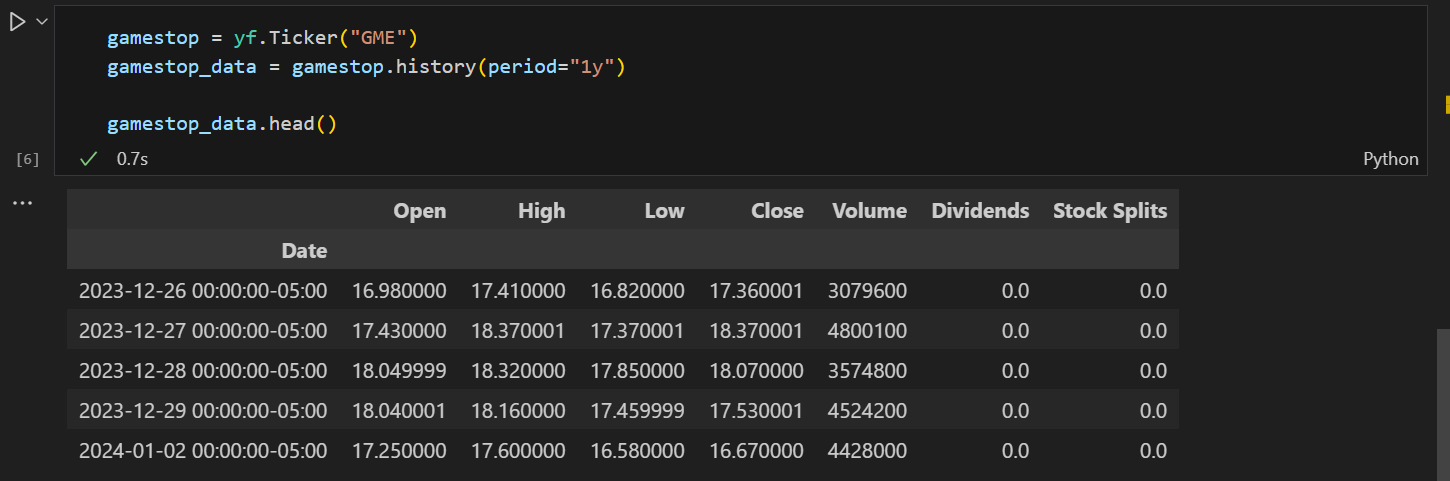 gamestop = yf.Ticker("GME")
gamestop_data = gamestop.history(period="1y")
gamestop_data.head()
[6] 0.7s Python
Open High Low Close Volume Dividends Stock Splits
Date
2023-12-26 00:00:00-05:00 16.980000 17.410000 16.820000 17.360001 3079600 0.0 0.0
2023-12-27 00:00:00-05:00 17.430000 18.370001 17.370001 18.370001 4800100 0.0 0.0
2023-12-28 00:00:00-05:00 18.049999 18.320000 17.850000 18.070000 3574800 0.0 0.0
2023-12-29 00:00:00-05:00 18.040001 18.160000 17.459999 17.530001 4524200 0.0 0.0
2024-01-02 00:00:00-05:00 17.250000 17.600000 16.580000 16.670000 4428000 0.0 0.0